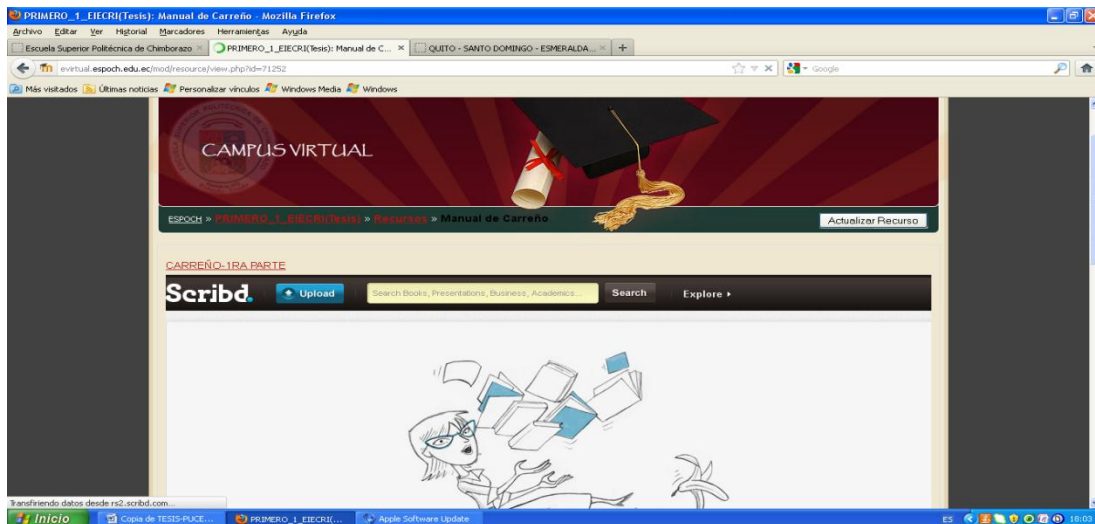 PRIMERO_1_EIECRI(Tesis): Manual de Carreño - Mozilla Firefox
Archivo Editar Ver Historial Marcadores Herramientas Ayuda
Escuela Superior Politécnica de Chimborazo
PRIMERO_1_EIECRI(Tesis): Manual de C...
QUITO - SANTO DOMINGO - ESMERALDA...
evirtual.espoch.edu.ec/mod/resource/view.php?id=71252
Google
Más visitados Últimas noticias Personalizar vínculos Windows Media Windows
CAMPUS VIRTUAL
ESPOCH » PRIMERO_1_EIECRI(Tesis) » Recursos » Manual de Carreño
Actualizar Recurso
CARREÑO-1RA PARTE
Scribd. Upload Search Books, Presentations, Business, Academics... Search Explore
Transfiriendo datos desde rs2.scribd.com...
Inicio Copia de TESIS-PUCE... PRIMERO_1_EIECRI(... Apple Software Update ES 18:03